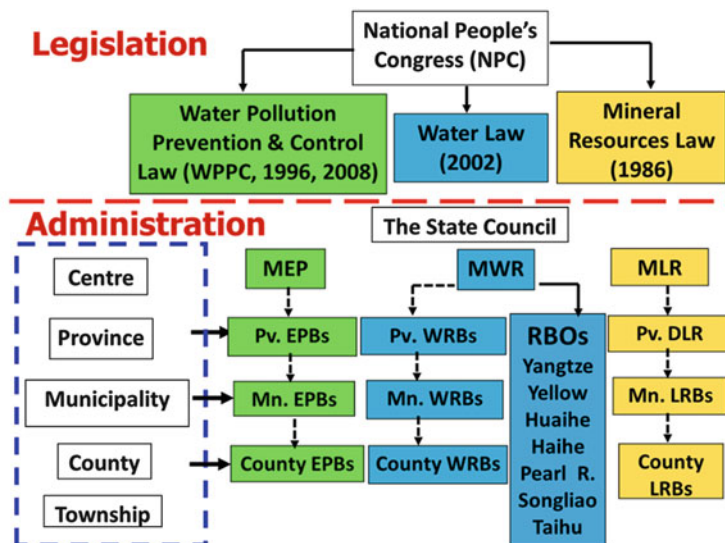 Legislation
National People's
Congress (NPC)
Water Pollution
Prevention & Control
Law (WPPC, 1996, 2008)
Water Law
(2002)
Mineral
Resources Law
(1986)
Administration
The State Council
Centre
Province
Municipality
County
Township
MEP
Pv. EPBs
Mn. EPBs
County EPBs
MWR
Pv. WRBs
Mn. WRBs
County WRBs
RBOs
Yangtze
Yellow
Huaihe
Haihe
Pearl R.
Songliao
Taihu
MLR
Pv. DLR
Mn. LRBs
County
LRBs